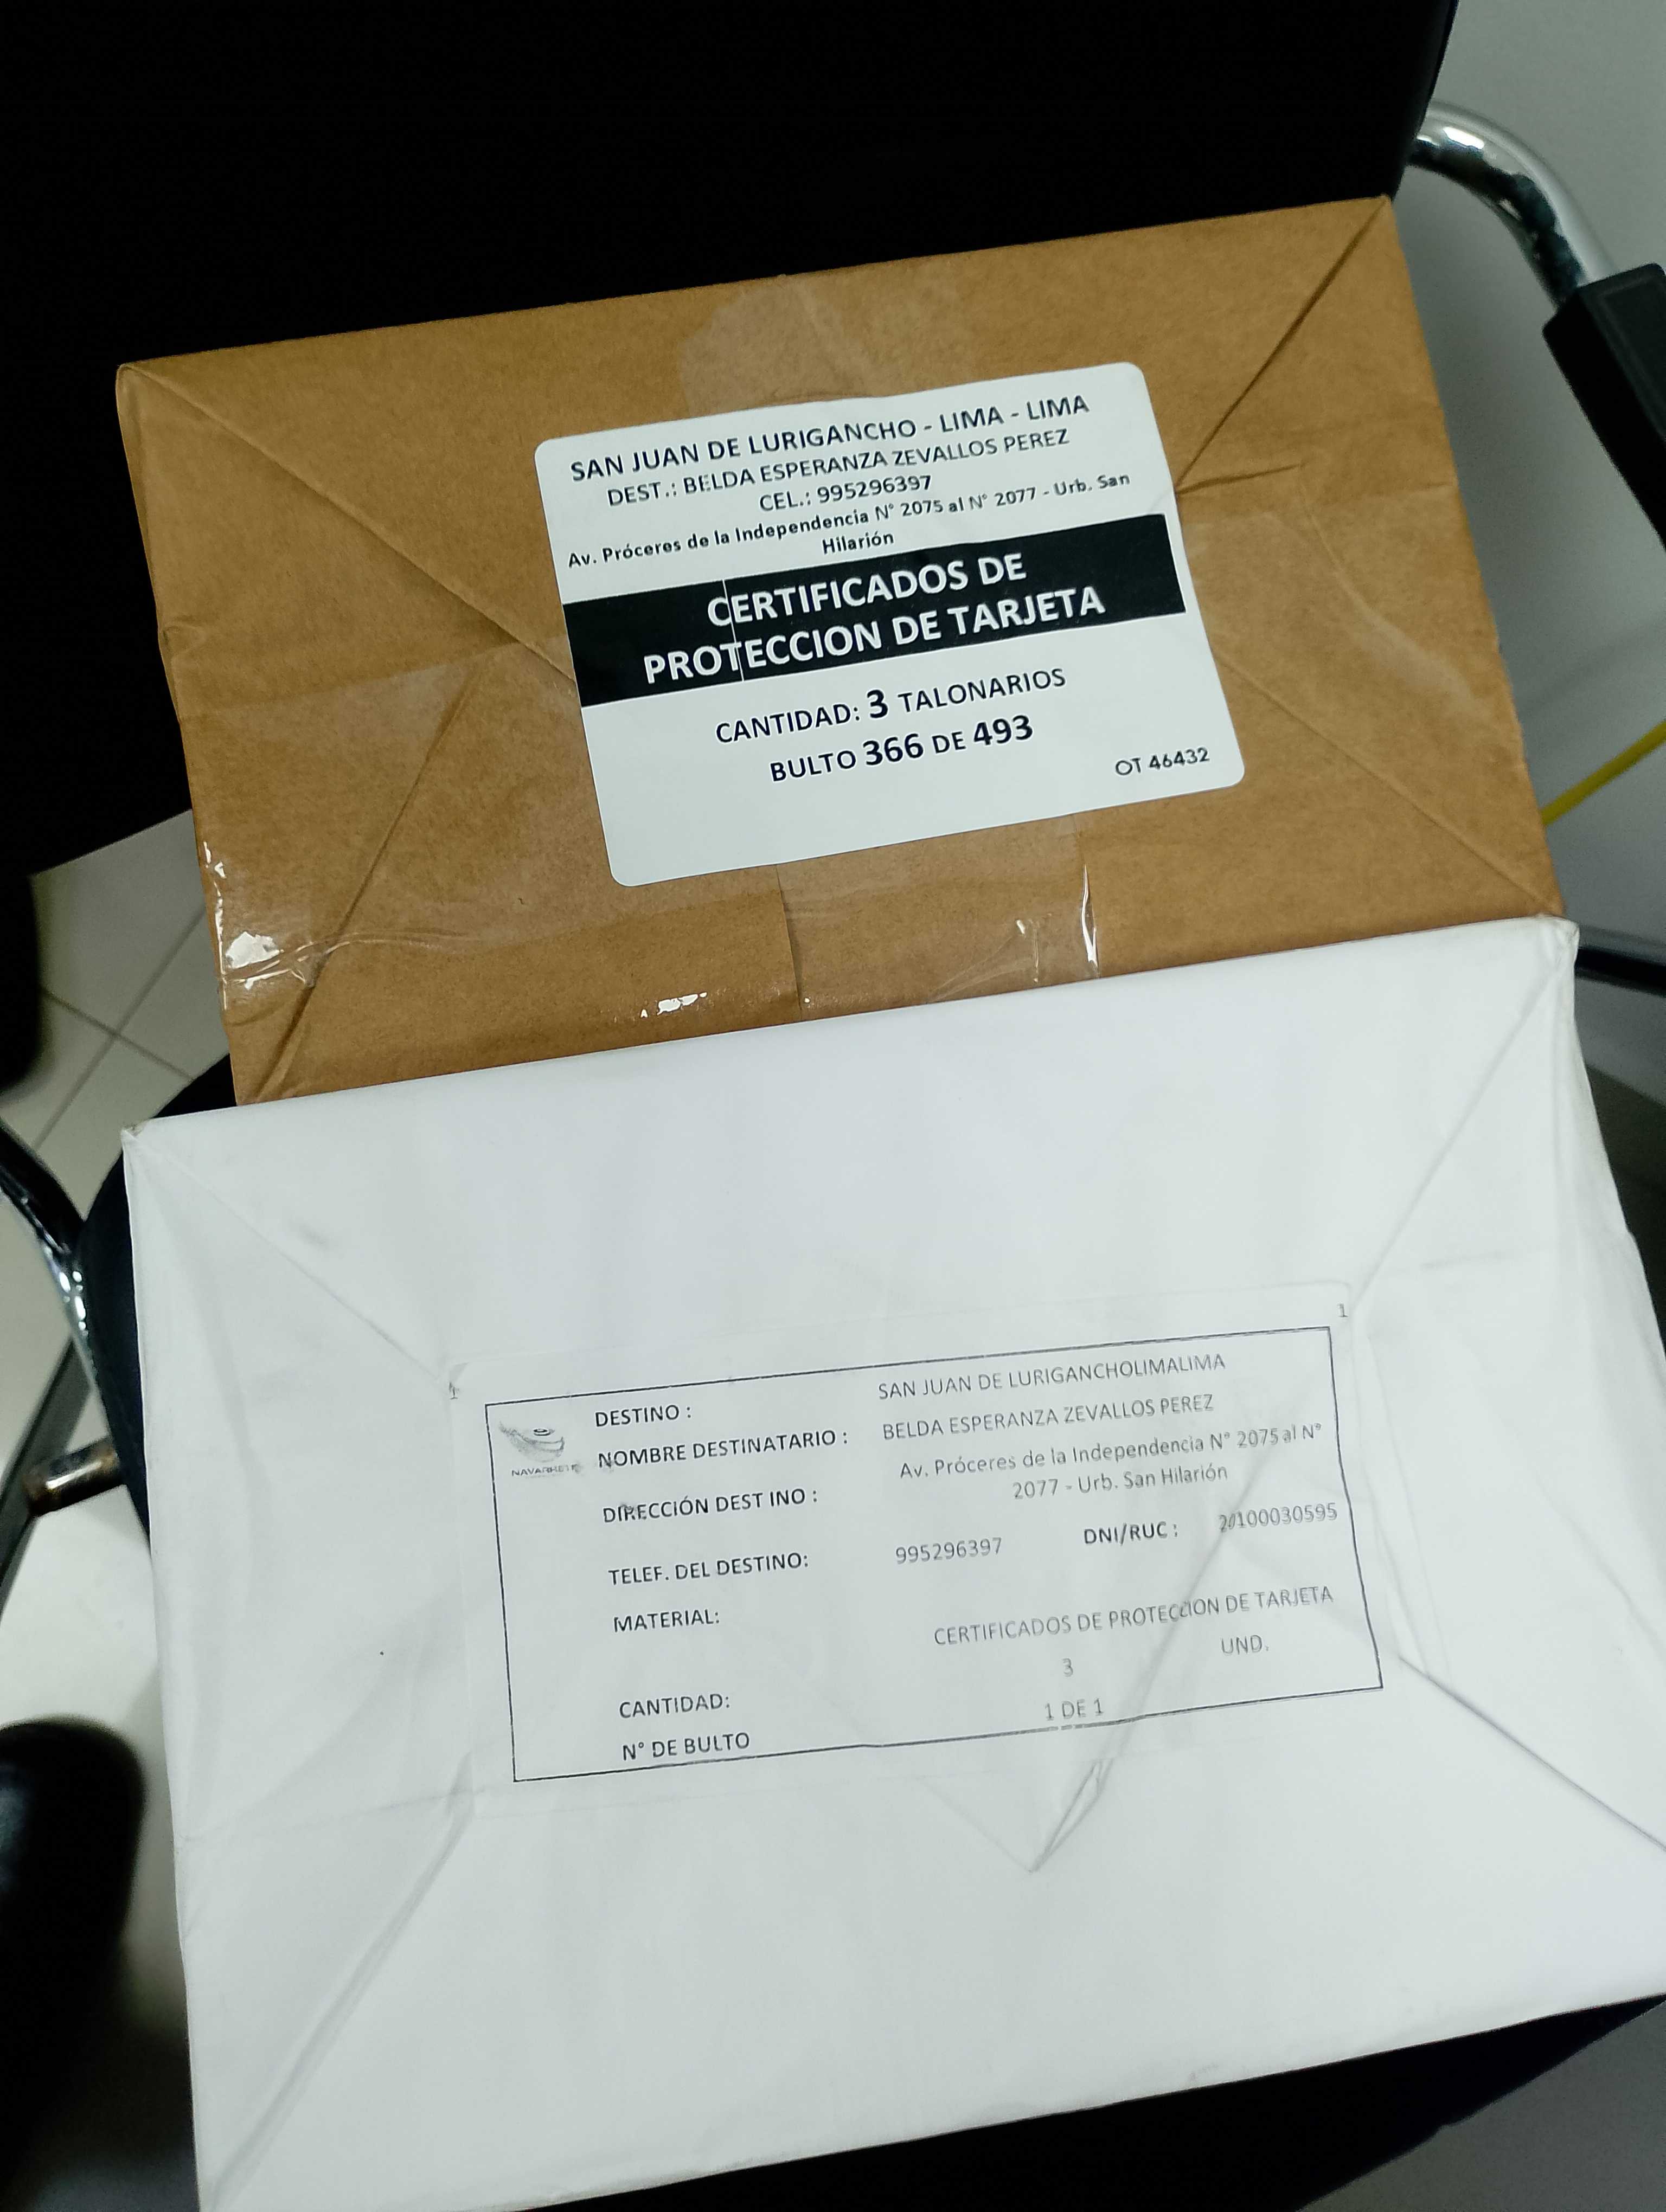 SAN JUAN DE LURIGANCHO - LIMA - LIMA
DEST.: BELDA ESPERANZA ZEVALLOS PEREZ
CEL.: 995296397
Av. Próceres de la Independencia N° 2075 al N° 2077 - Urb. San
Hilarión
CERTIFICADOS DE
PROTECCION DE TARJETA
CANTIDAD: 3 TALONARIOS
BULTO 366 DE 493
OT 46432
1
1
NAVARRETE
DESTINO : SAN JUAN DE LURIGANCHOLIMALIMA
NOMBRE DESTINATARIO : BELDA ESPERANZA ZEVALLOS PEREZ
DIRECCIÓN DEST INO : Av. Próceres de la Independencia N° 2075 al N°
2077 - Urb. San Hilarión
TELEF. DEL DESTINO: 995296397 DNI/RUC : 20100030595
MATERIAL: CERTIFICADOS DE PROTECCION DE TARJETA
CANTIDAD: 3 UND.
N° DE BULTO 1 DE 1